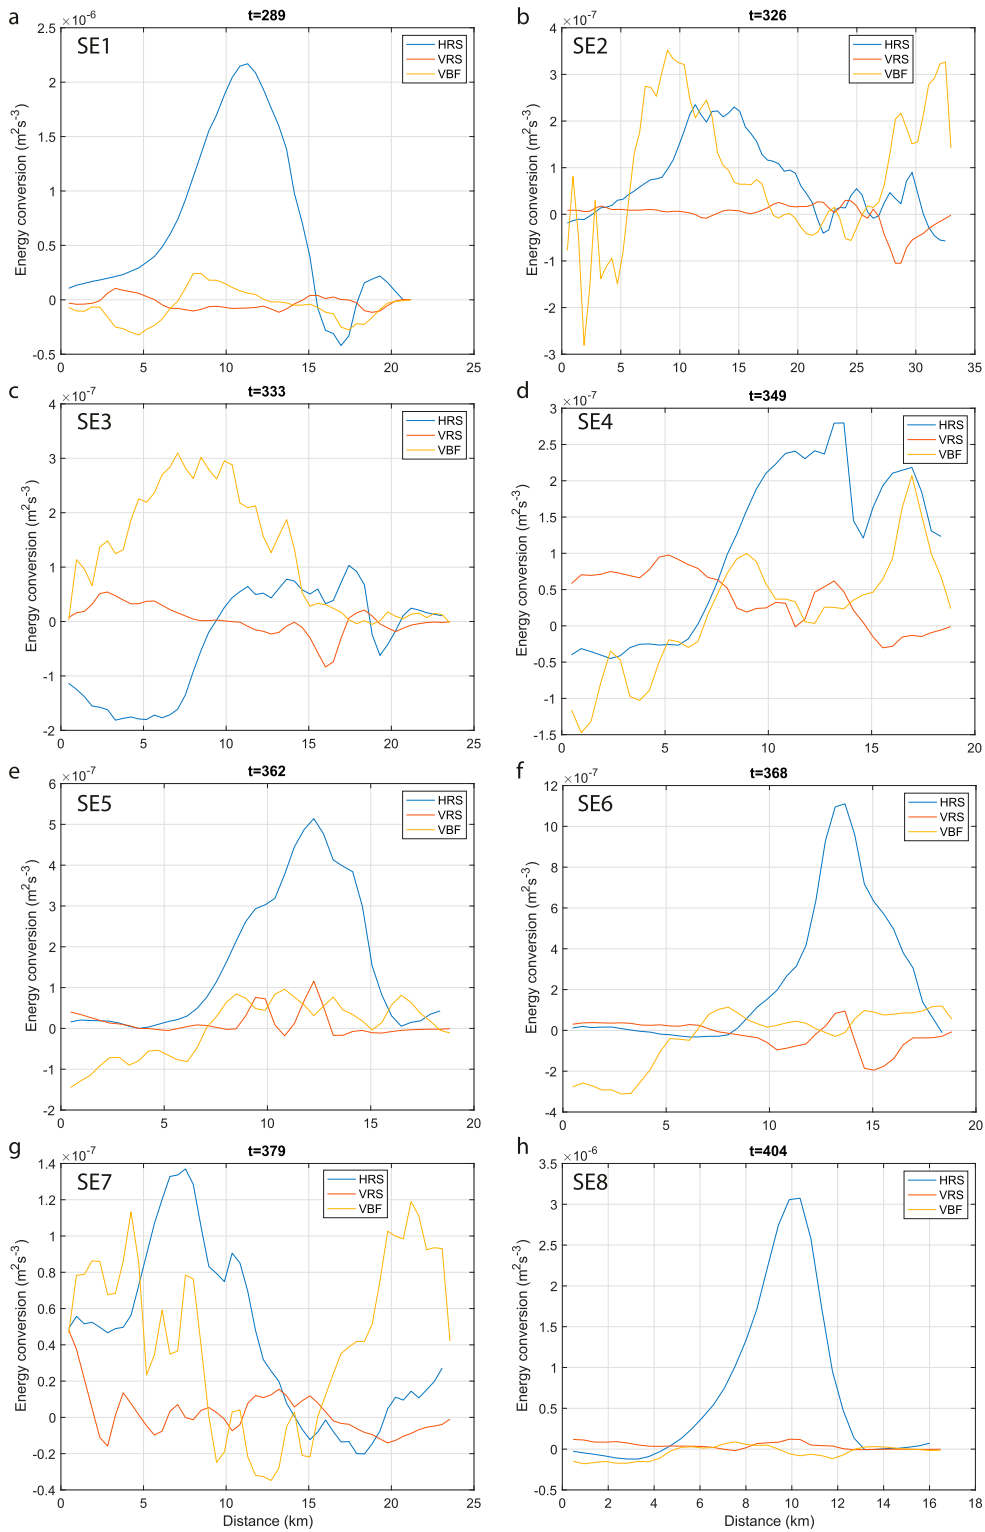 a
×10⁻⁶
t=289
SE1
HRS
VRS
VBF
Energy conversion (m²s⁻³)
2.5
2
1.5
1
0.5
0
-0.5
0 5 10 15 20 25
b
×10⁻⁷
t=326
SE2
HRS
VRS
VBF
Energy conversion (m²s⁻³)
4
3
2
1
0
-1
-2
-3
0 5 10 15 20 25 30 35
c
×10⁻⁷
t=333
SE3
HRS
VRS
VBF
Energy conversion (m²s⁻³)
4
3
2
1
0
-1
-2
0 5 10 15 20 25
d
×10⁻⁷
t=349
SE4
HRS
VRS
VBF
Energy conversion (m²s⁻³)
3
2.5
2
1.5
1
0.5
0
-0.5
-1
-1.5
0 5 10 15 20
e
×10⁻⁷
t=362
SE5
HRS
VRS
VBF
Energy conversion (m²s⁻³)
6
5
4
3
2
1
0
-1
-2
0 5 10 15 20
f
×10⁻⁷
t=368
SE6
HRS
VRS
VBF
Energy conversion (m²s⁻³)
12
10
8
6
4
2
0
-2
-4
0 5 10 15 20
g
×10⁻⁷
t=379
SE7
HRS
VRS
VBF
Energy conversion (m²s⁻³)
1.4
1.2
1
0.8
0.6
0.4
0.2
0
-0.2
-0.4
0 5 10 15 20 25
Distance (km)
h
×10⁻⁶
t=404
SE8
HRS
VRS
VBF
Energy conversion (m²s⁻³)
3.5
3
2.5
2
1.5
1
0.5
0
-0.5
0 2 4 6 8 10 12 14 16 18
Distance (km)